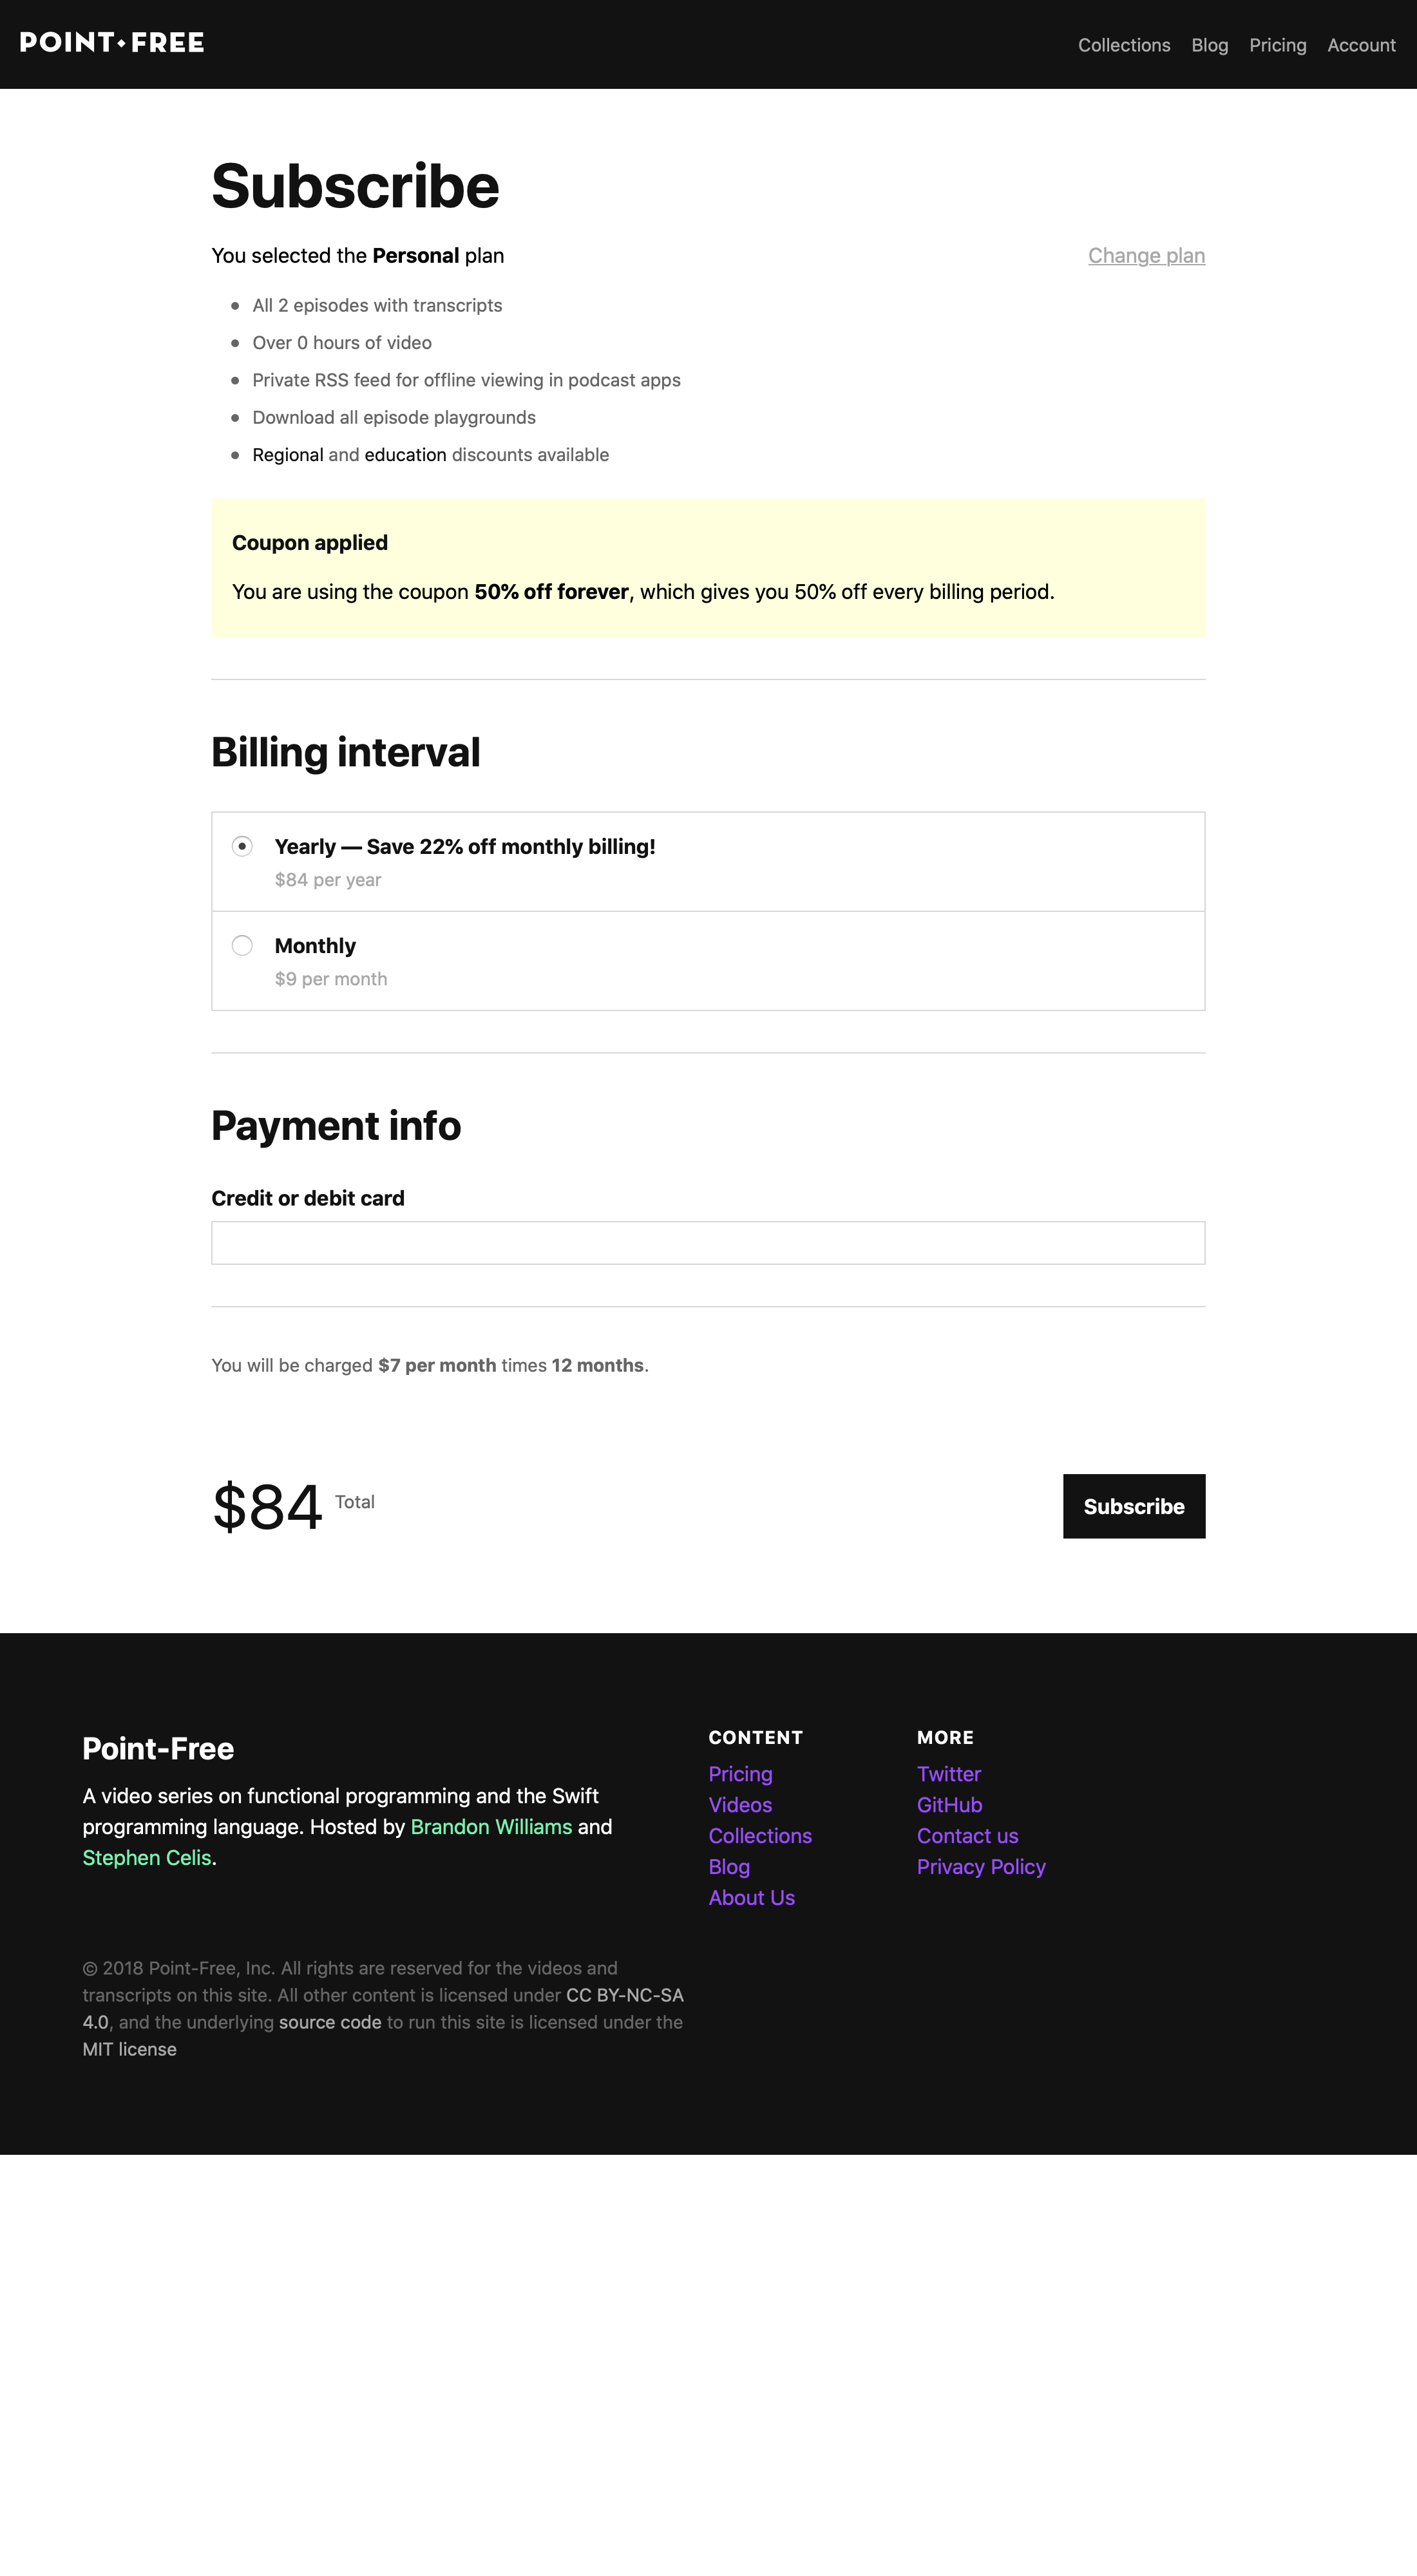 POINT·FREE
Collections Blog Pricing Account
Subscribe
You selected the Personal plan
Change plan
All 2 episodes with transcripts
Over 0 hours of video
Private RSS feed for offline viewing in podcast apps
Download all episode playgrounds
Regional and education discounts available
Coupon applied
You are using the coupon 50% off forever, which gives you 50% off every billing period.
Billing interval
Yearly — Save 22% off monthly billing!
$84 per year
Monthly
$9 per month
Payment info
Credit or debit card
You will be charged $7 per month times 12 months.
$84 Total
Subscribe
Point-Free
A video series on functional programming and the Swift
programming language. Hosted by Brandon Williams and
Stephen Celis.
CONTENT
Pricing
Videos
Collections
Blog
About Us
MORE
Twitter
GitHub
Contact us
Privacy Policy
© 2018 Point-Free, Inc. All rights are reserved for the videos and
transcripts on this site. All other content is licensed under CC BY-NC-SA
4.0, and the underlying source code to run this site is licensed under the
MIT license